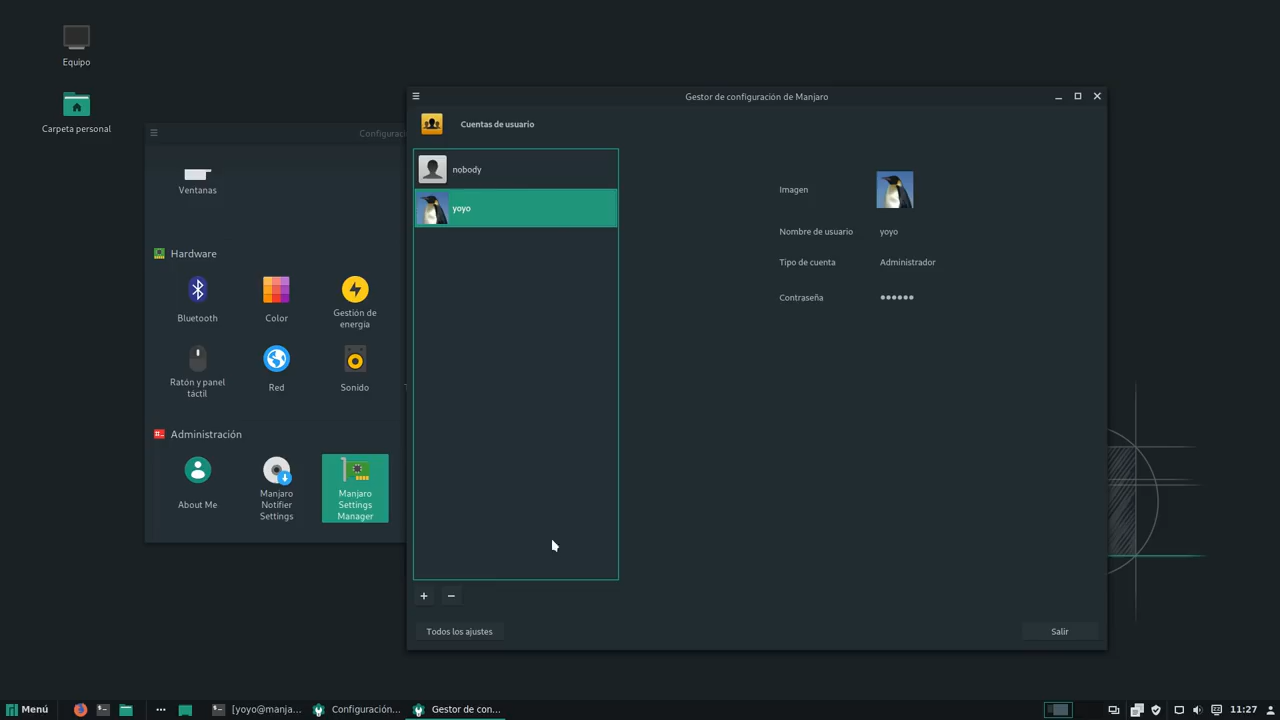 Equipo
Carpeta personal
Configurac
Ventanas
Hardware
Bluetooth
Color
Gestión de
energía
Ratón y panel
táctil
Red
Sonido
Administración
About Me
Manjaro
Notifier
Settings
Manjaro
Settings
Manager
Gestor de configuración de Manjaro
Cuentas de usuario
nobody
yoyo
Imagen
Nombre de usuario yoyo
Tipo de cuenta Administrador
Contraseña ●●●●●●
+ −
Todos los ajustes
Salir
Menú
[yoyo@manja...
Configuración...
Gestor de con...
11:27